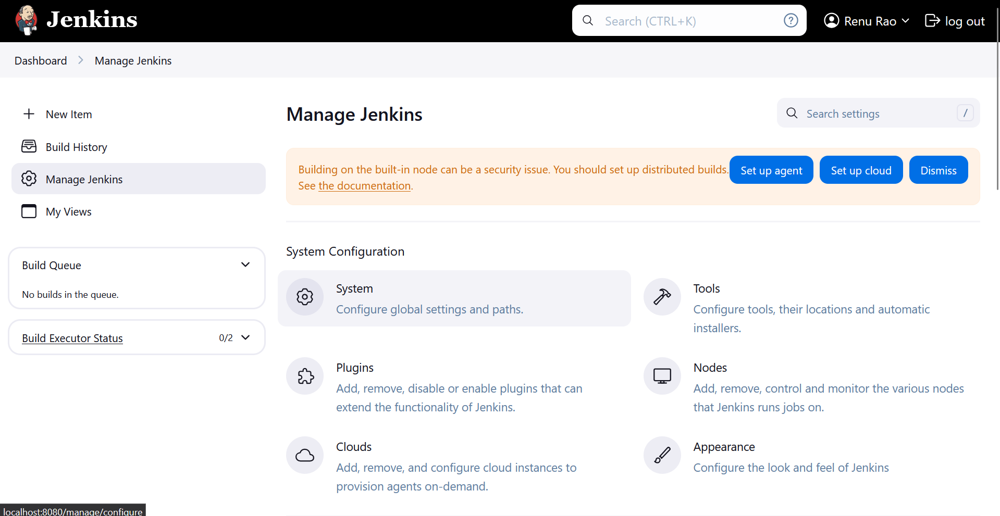 Jenkins
Search (CTRL+K)
?
Renu Rao
log out
Dashboard
Manage Jenkins
New Item
Build History
Manage Jenkins
My Views
Build Queue
No builds in the queue.
Build Executor Status
0/2
Manage Jenkins
Search settings
/
Building on the built-in node can be a security issue. You should set up distributed builds.
See the documentation.
Set up agent
Set up cloud
Dismiss
System Configuration
System
Configure global settings and paths.
Tools
Configure tools, their locations and automatic
installers.
Plugins
Add, remove, disable or enable plugins that can
extend the functionality of Jenkins.
Nodes
Add, remove, control and monitor the various nodes
that Jenkins runs jobs on.
Clouds
Add, remove, and configure cloud instances to
provision agents on-demand.
Appearance
Configure the look and feel of Jenkins
localhost:8080/manage/configure